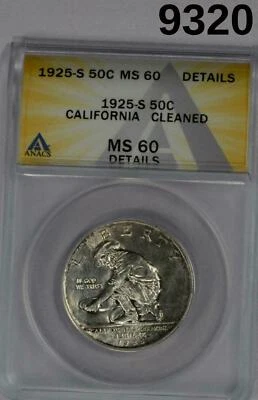 9320
1925-S 50C MS 60 DETAILS
1925-S 50C
CALIFORNIA CLEANED
ANACS
MS 60
DETAILS
LIBERTY
IN GOD
WE TRUST